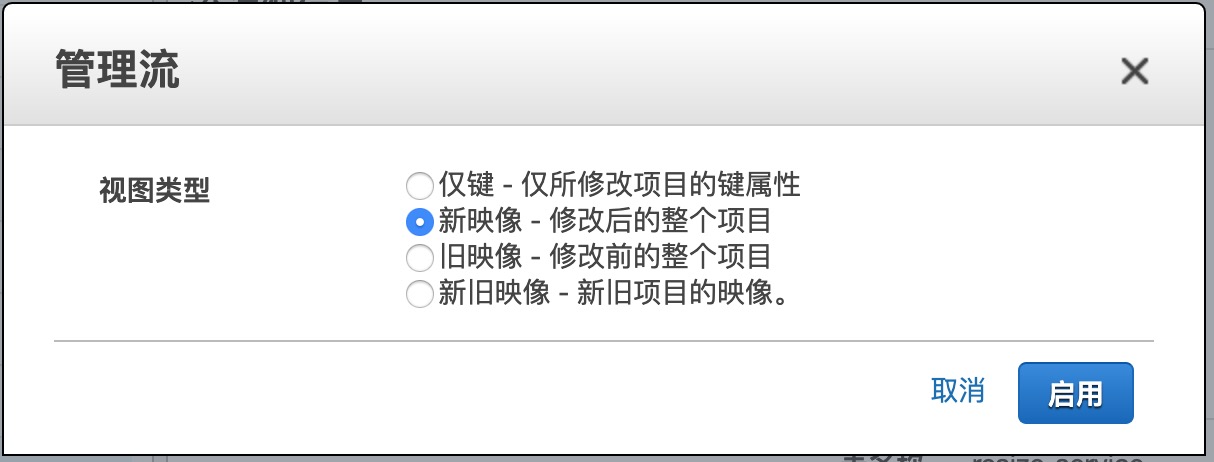 管理流
视图类型
仅键 - 仅所修改项目的键属性
新映像 - 修改后的整个项目
旧映像 - 修改前的整个项目
新旧映像 - 新旧项目的映像。
取消
启用